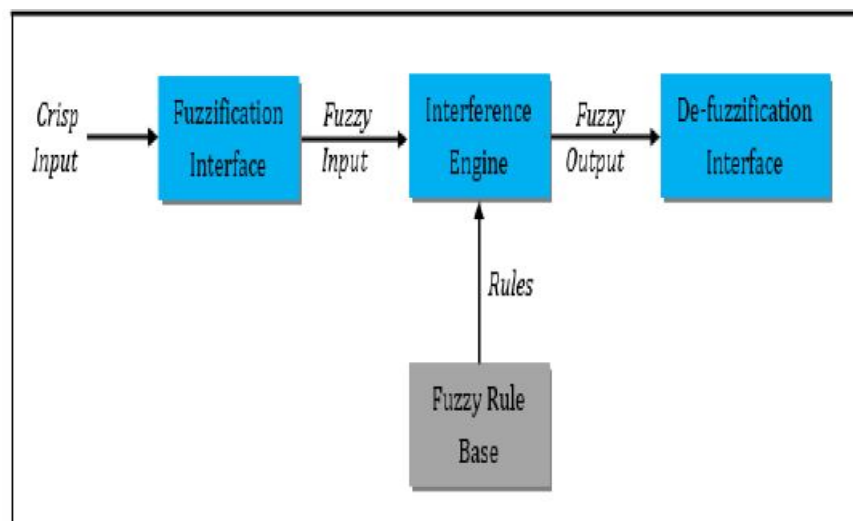 Crisp
Input
Fuzzification
Interface
Fuzzy
Input
Interference
Engine
Fuzzy
Output
De-fuzzification
Interface
Rules
Fuzzy Rule
Base